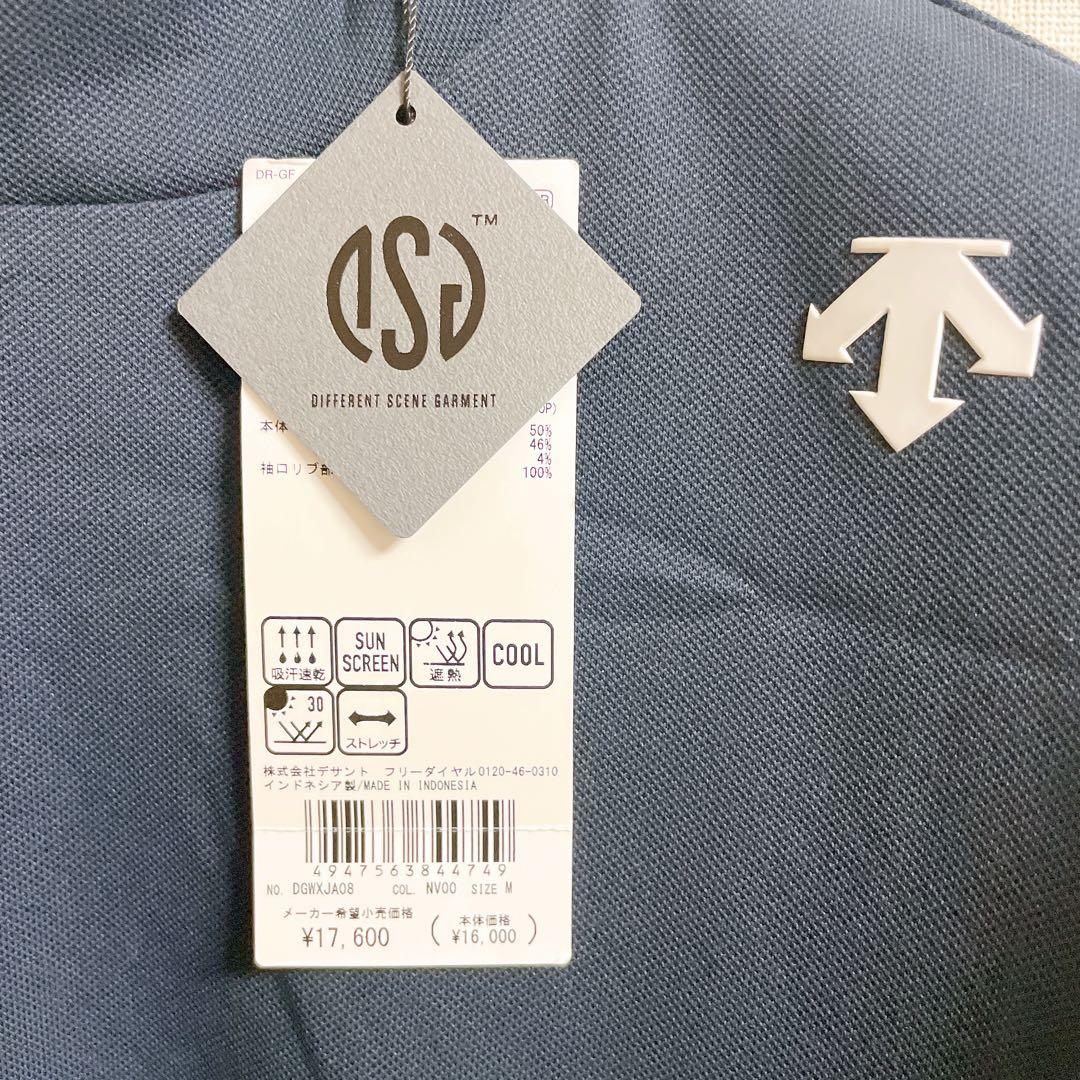 DR-GF
DSG™
DIFFERENT SCENE GARMENT
本体
50%
46%
4%
袖口リブ部
100%
吸汗速乾
SUN
SCREEN
遮熱
COOL
30
ストレッチ
株式会社デサント フリーダイヤル0120-46-0310
インドネシア製/MADE IN INDONESIA
4947563844749
NO. DGWXJA08 COL. NV00 SIZE M
メーカー希望小売価格
¥17,600
(本体価格
¥16,000)